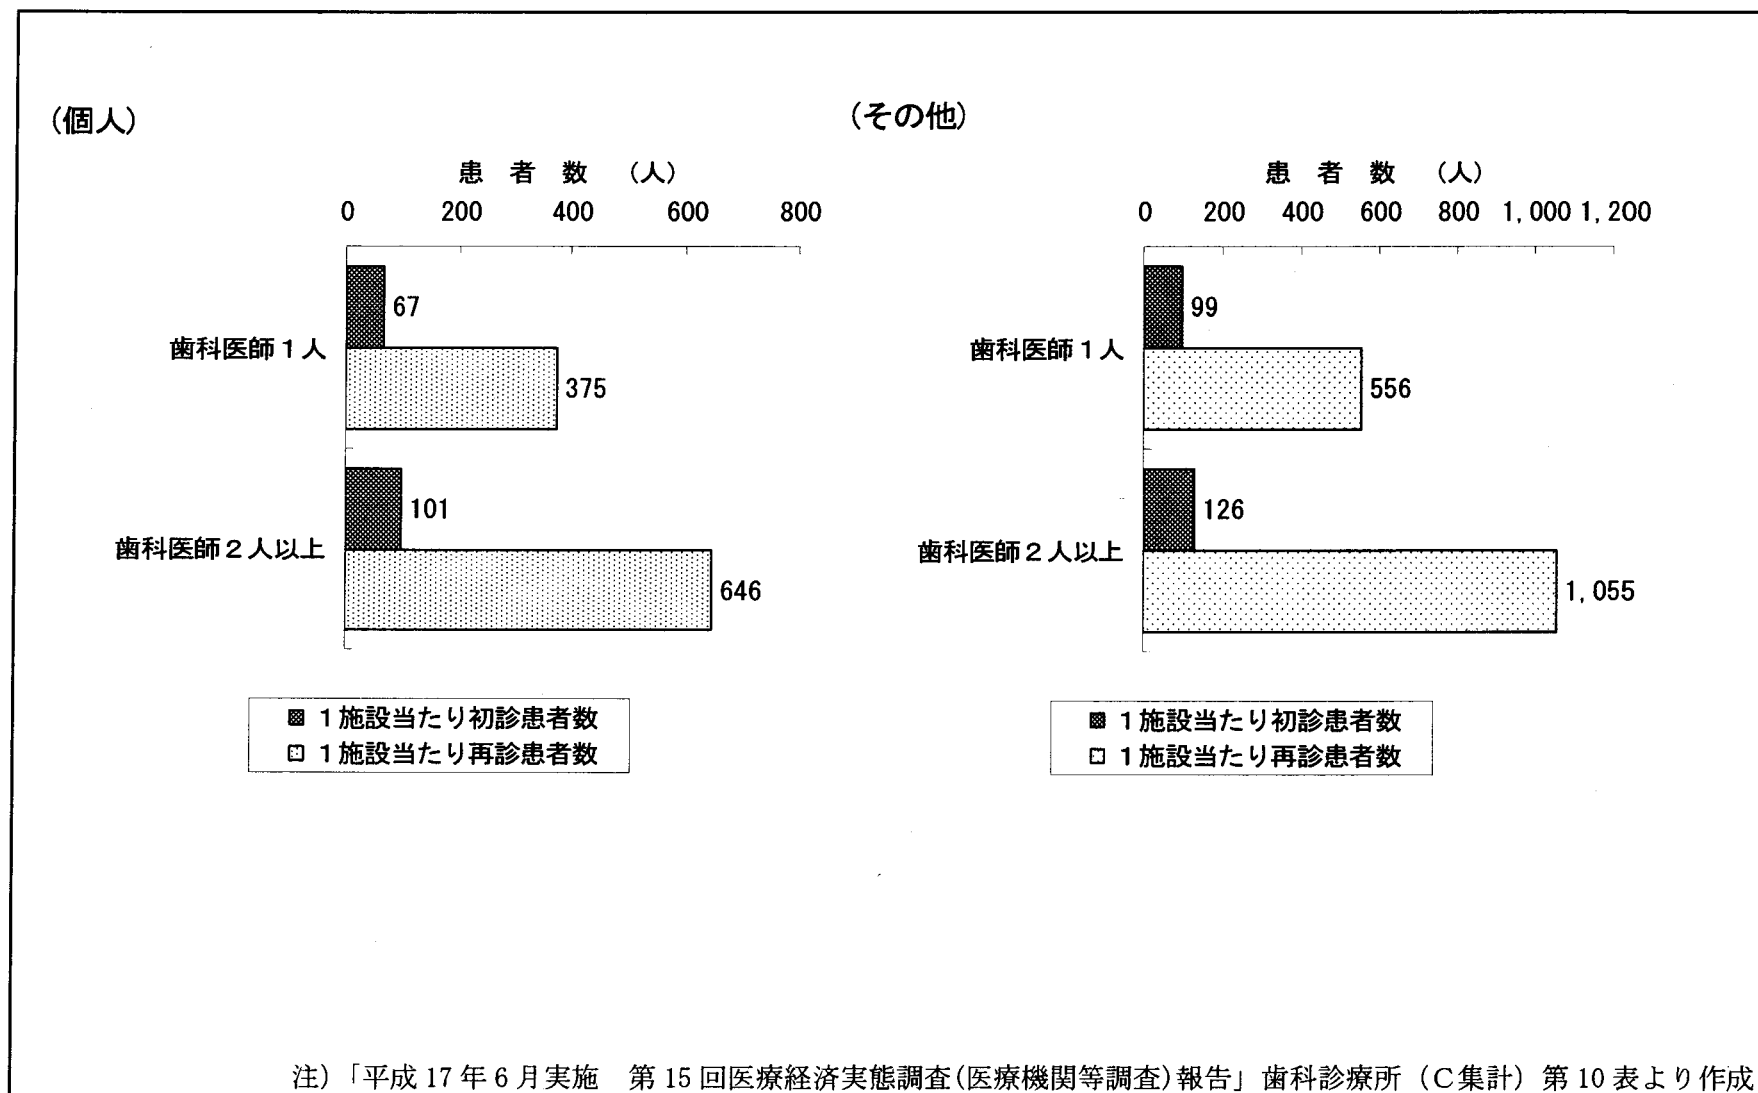 (個人)
患者数 (人)
0 200 400 600 800
歯科医師1人
67
375
歯科医師2人以上
101
646
1施設当たり初診患者数
1施設当たり再診患者数
(その他)
患者数 (人)
0 200 400 600 800 1,000 1,200
歯科医師1人
99
556
歯科医師2人以上
126
1,055
1施設当たり初診患者数
1施設当たり再診患者数
注)「平成17年6月実施 第15回医療経済実態調査(医療機関等調査)報告」歯科診療所(C集計)第10表より作成